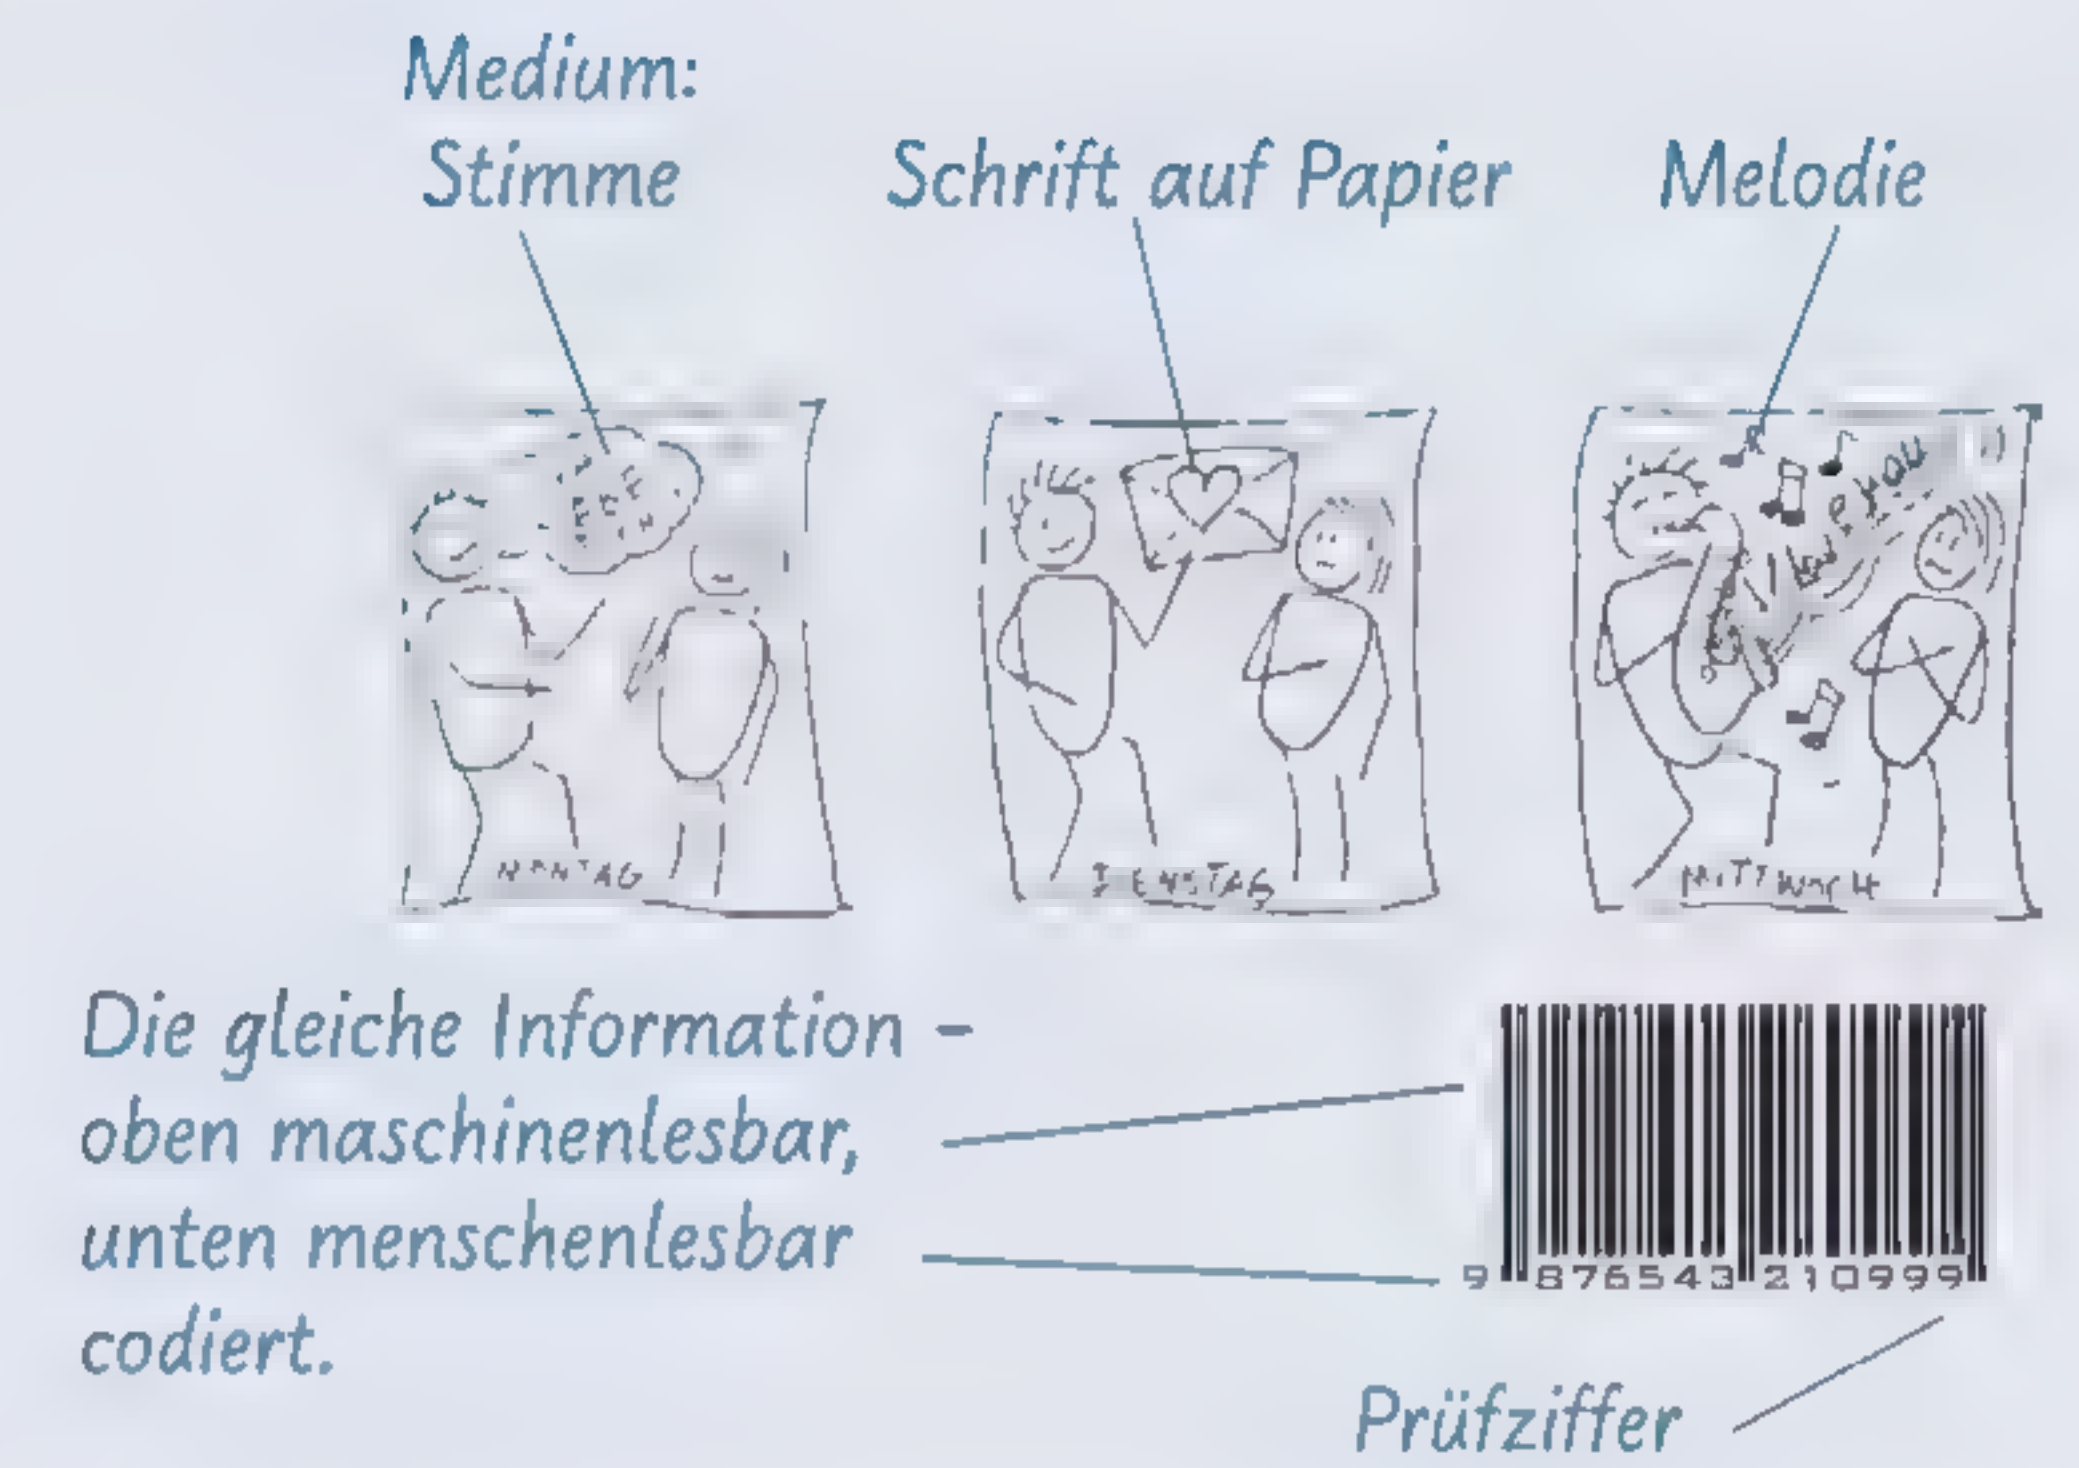 Medium:
Stimme
Schrift auf Papier
Melodie
MONTAG
DIENSTAG
MITTWOCH
Die gleiche Information –
oben maschinenlesbar,
unten menschenlesbar
codiert.
9 876543 210999
Prüfziffer